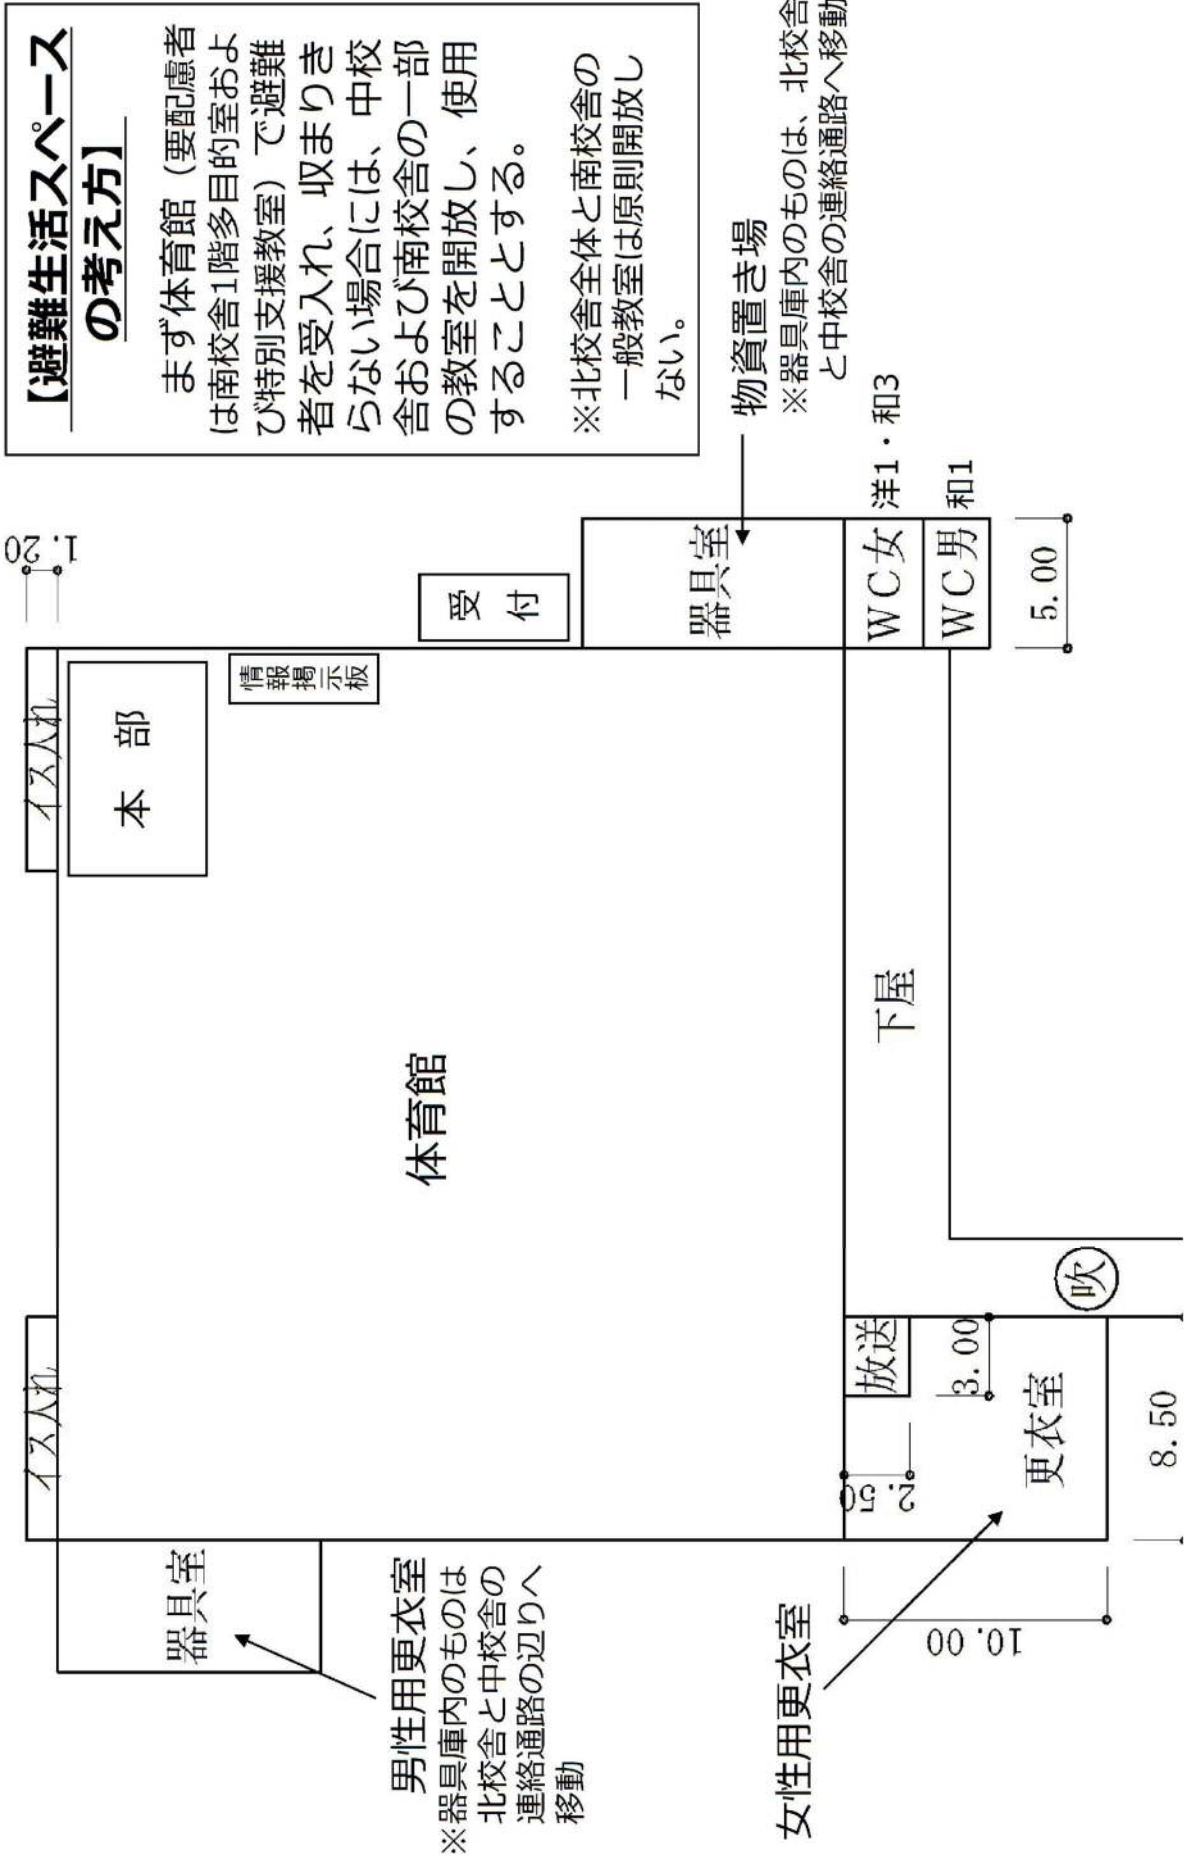 【避難生活スペース
の考え方】
まず体育館（要配慮者
は南校舎1階多目的室およ
び特別支援教室）で避難
者を受入れ、収まりき
らない場合には、中校
舎および南校舎の一部
の教室を開放し、使用
することとする。
※北校舎全体と南校舎の
一般教室は原則開放し
ない。
イス入れ
イス入れ
1.20
本 部
情報掲示板
受付
器具室
物資置き場
※器具庫内のものは、北校舎
と中校舎の連絡通路へ移動
WC女
洋1・和3
WC男
和1
5.00
体育館
下屋
器具室
男性用更衣室
※器具庫内のものは
北校舎と中校舎の
連絡通路の辺りへ
移動
放送
吹
2.50
3.00
更衣室
女性用更衣室
10.00
8.50